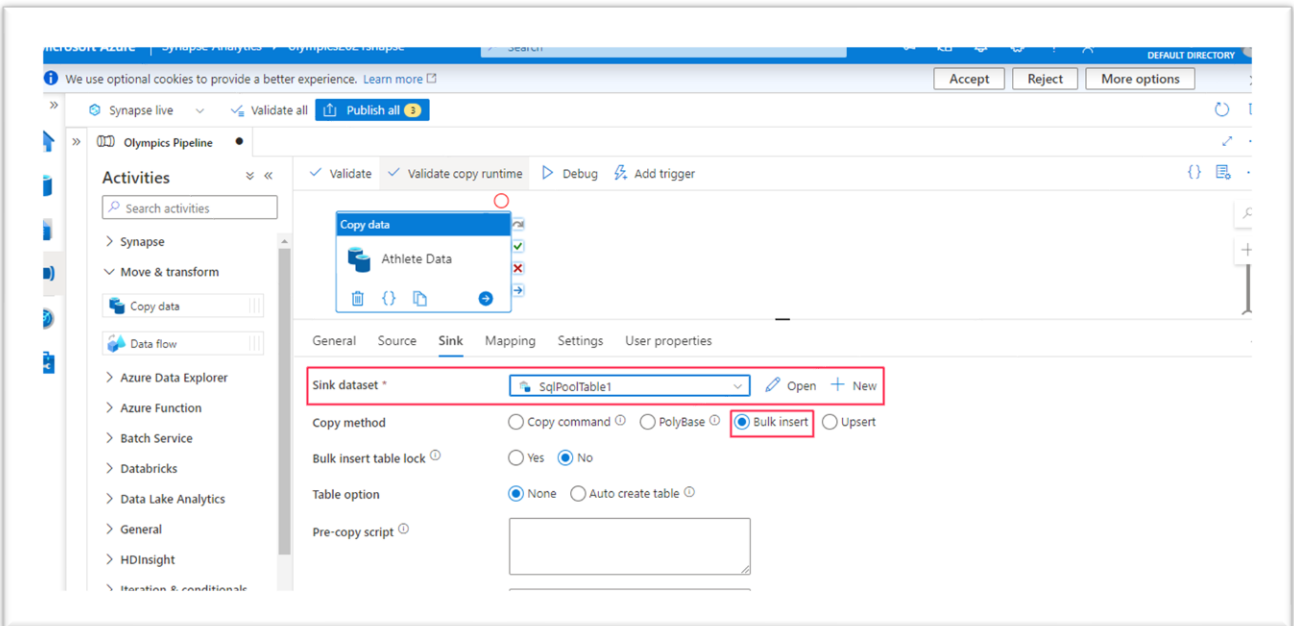 Microsoft Azure | Synapse Analytics
Search
DEFAULT DIRECTORY
We use optional cookies to provide a better experience. Learn more
Accept
Reject
More options
Synapse live
Validate all
Publish all 3
Olympics Pipeline
Activities
Validate
Validate copy runtime
Debug
Add trigger
Search activities
Synapse
Move & transform
Copy data
Data flow
Azure Data Explorer
Azure Function
Batch Service
Databricks
Data Lake Analytics
General
HDInsight
Iteration & conditionals
Copy data
Athlete Data
General Source Sink Mapping Settings User properties
Sink dataset * SqlPoolTable1 Open New
Copy method Copy command PolyBase Bulk insert Upsert
Bulk insert table lock Yes No
Table option None Auto create table
Pre-copy script